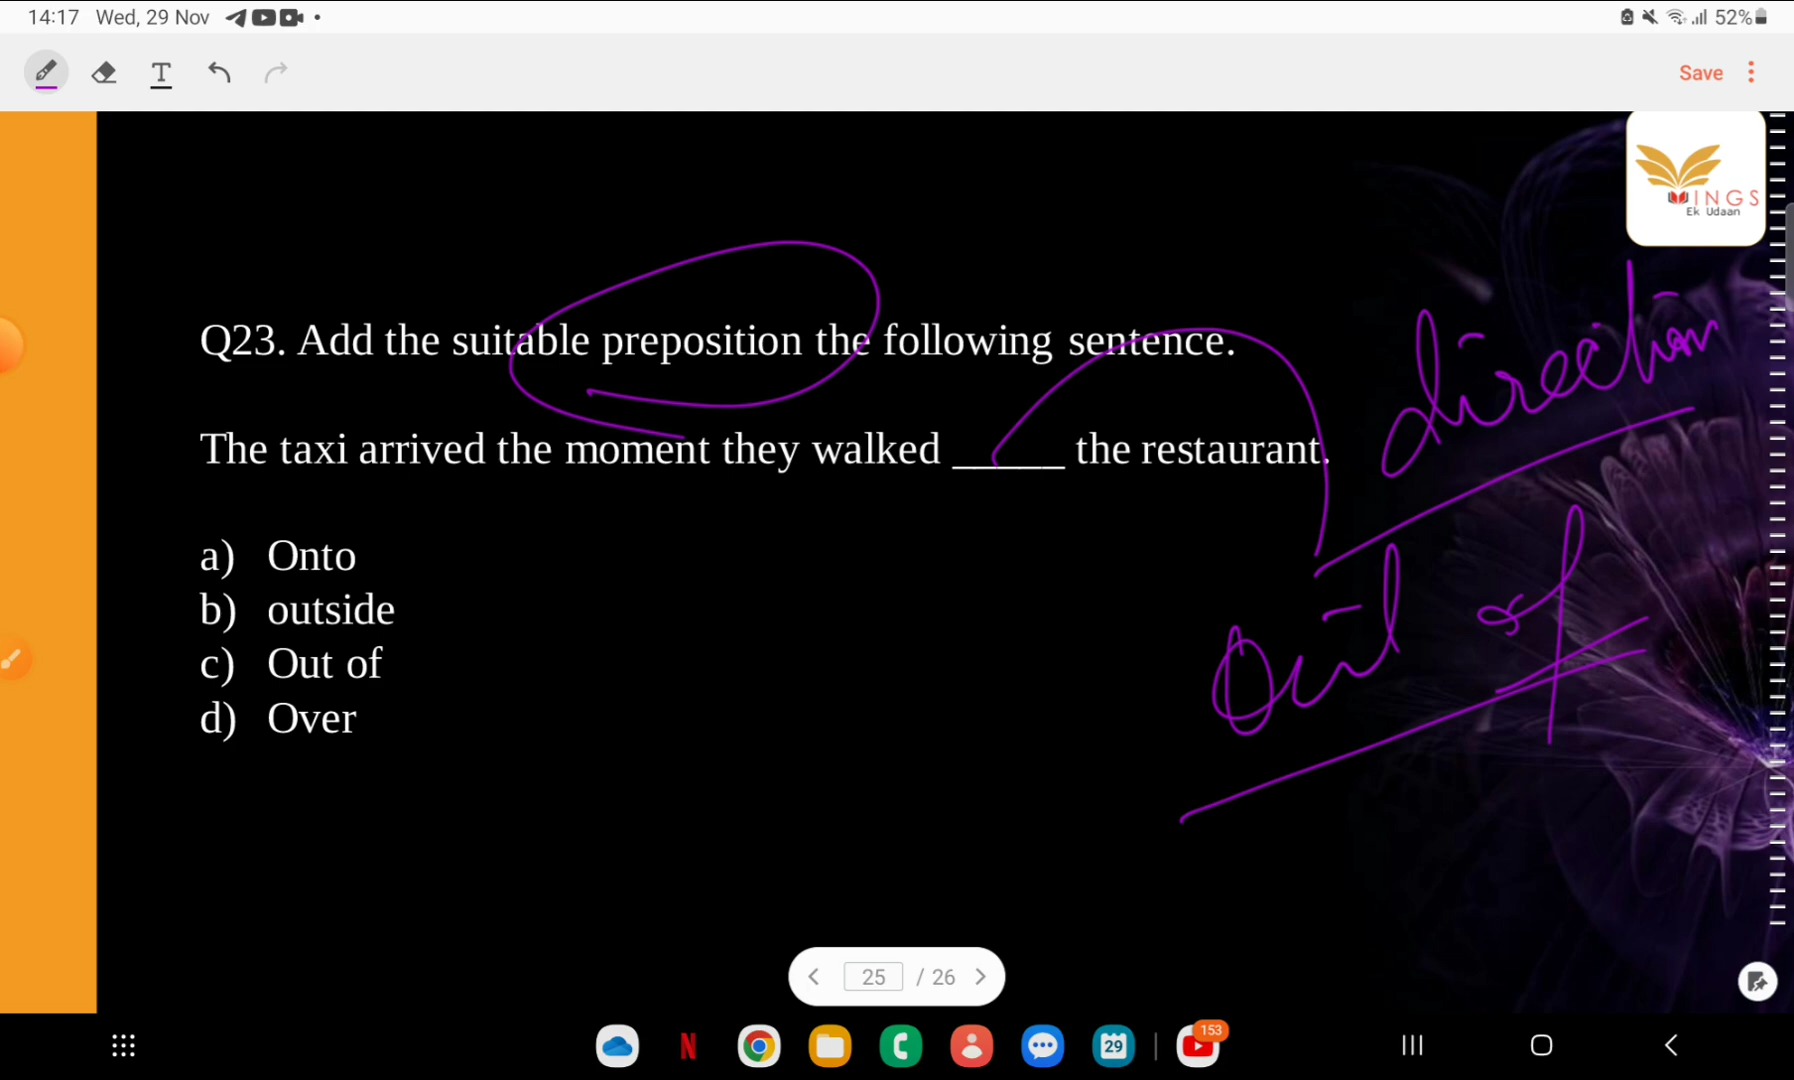 14:17 Wed, 29 Nov
52%
T
Save
WINGS
Ek Udaan
Q23. Add the suitable preposition the following sentence.
direction
The taxi arrived the moment they walked _____ the restaurant.
a) Onto
b) outside
c) Out of
d) Over
Out of
25 / 26
N
29
153